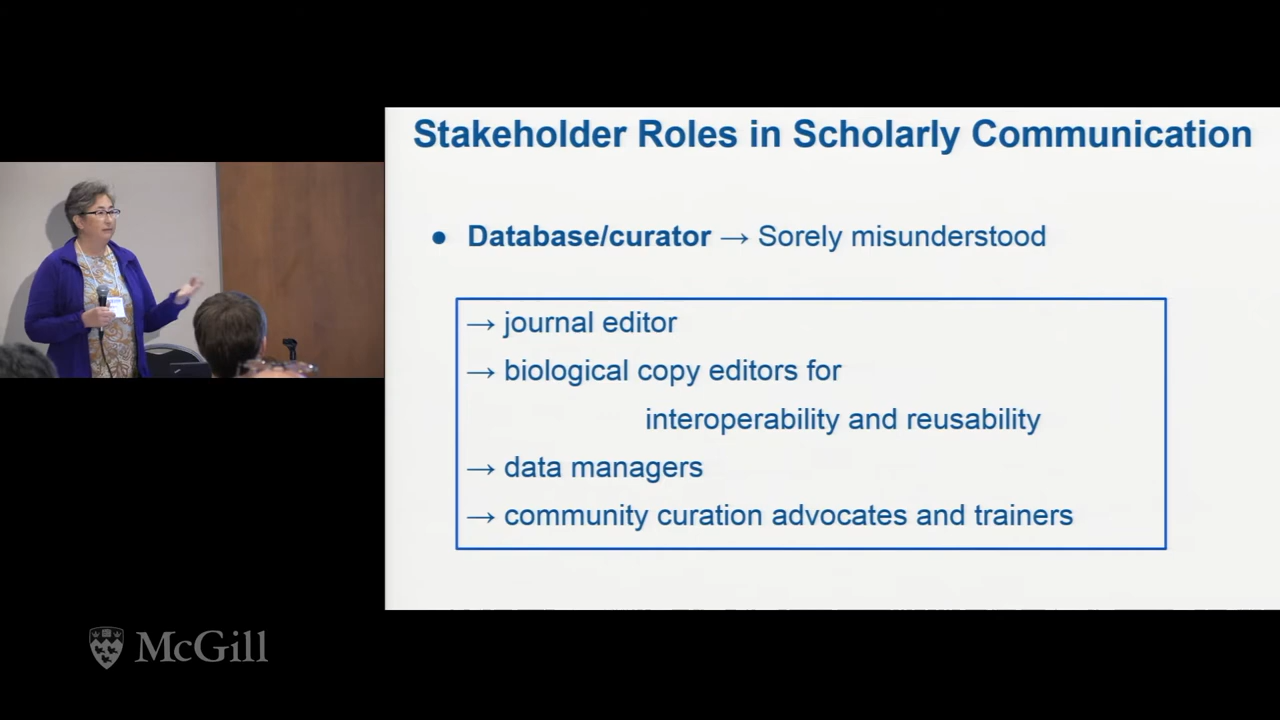 Stakeholder Roles in Scholarly Communication
● Database/curator → Sorely misunderstood
→ journal editor
→ biological copy editors for
interoperability and reusability
→ data managers
→ community curation advocates and trainers
McGill